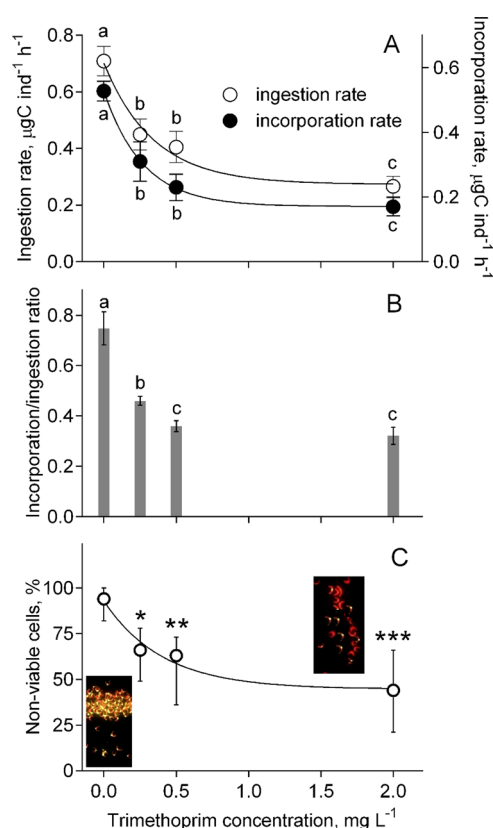 A
a
Ingestion rate, µgC ind⁻¹ h⁻¹
0.8
0.6
0.4
0.2
0.0
Incorporation rate, µgC ind⁻¹ h⁻¹
0.6
0.4
0.2
0.0
ingestion rate
incorporation rate
a
b
b
c
b
b
c
B
Incorporation/ingestion ratio
0.8
0.6
0.4
0.2
0.0
a
b
c
c
C
Non-viable cells, %
100
75
50
25
0
*
**
***
0.0 0.5 1.0 1.5 2.0
Trimethoprim concentration, mg L⁻¹